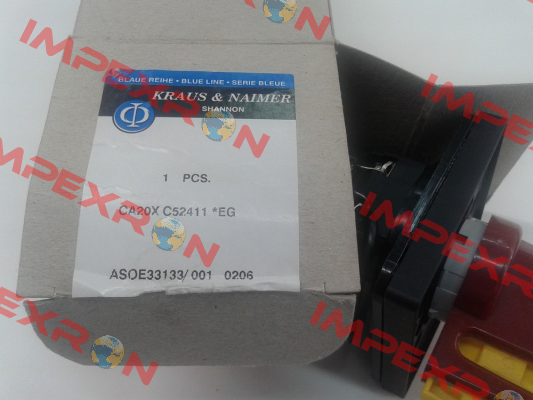 BLAUE REIHE • BLUE LINE • SERIE BLEUE
KRAUS & NAIMER
SHANNON
1 PCS.
CA20X C52411 *EG
ASOE33133/001 0206
IMPEXRON
IMPEXRON
IMPEXRON
IMPEXRON
IMPEXRON
IMPEXRON